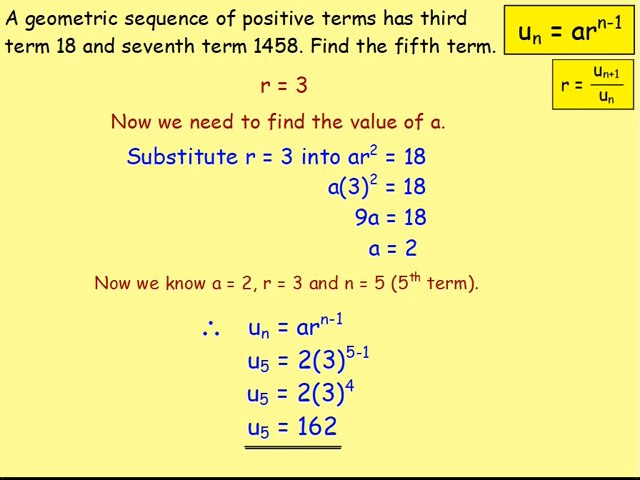 A geometric sequence of positive terms has third
term 18 and seventh term 1458. Find the fifth term.
uₙ = arⁿ⁻¹
r = uₙ₊₁ / uₙ
r = 3
Now we need to find the value of a.
Substitute r = 3 into ar² = 18
a(3)² = 18
9a = 18
a = 2
Now we know a = 2, r = 3 and n = 5 (5ᵗʰ term).
∴ uₙ = arⁿ⁻¹
u₅ = 2(3)⁵⁻¹
u₅ = 2(3)⁴
u₅ = 162